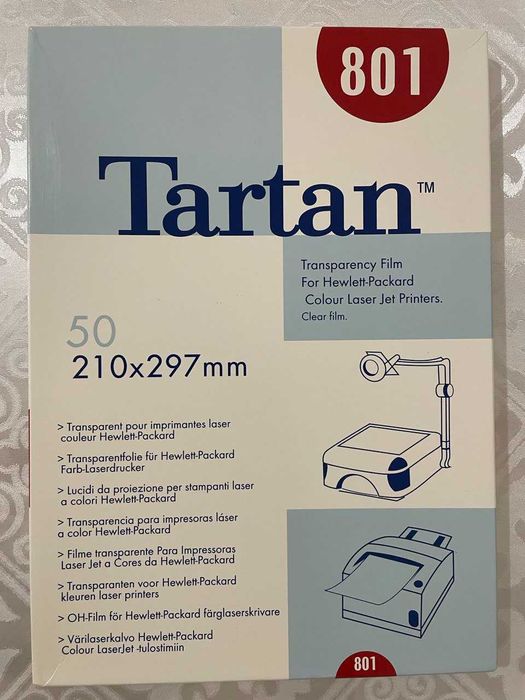 801
Tartan™
Transparency Film
For Hewlett-Packard
Colour Laser Jet Printers.
Clear film.
50
210x297mm
> Transparent pour imprimantes laser
couleur Hewlett-Packard
> Transparentfolie für Hewlett-Packard
Farb-Laserdrucker
> Lucidi da proiezione per stampanti laser
a colori Hewlett-Packard
> Transparencia para impresoras láser
a color Hewlett-Packard
> Filme transparente Para Impressoras
Laser Jet a Cores da Hewlett-Packard
> Transparanten voor Hewlett-Packard
kleuren laser printers
> OH-Film för Hewlett-Packard färglaserskrivare
> Värilaserkalvo Hewlett-Packard
Colour LaserJet -tulostimiin
801